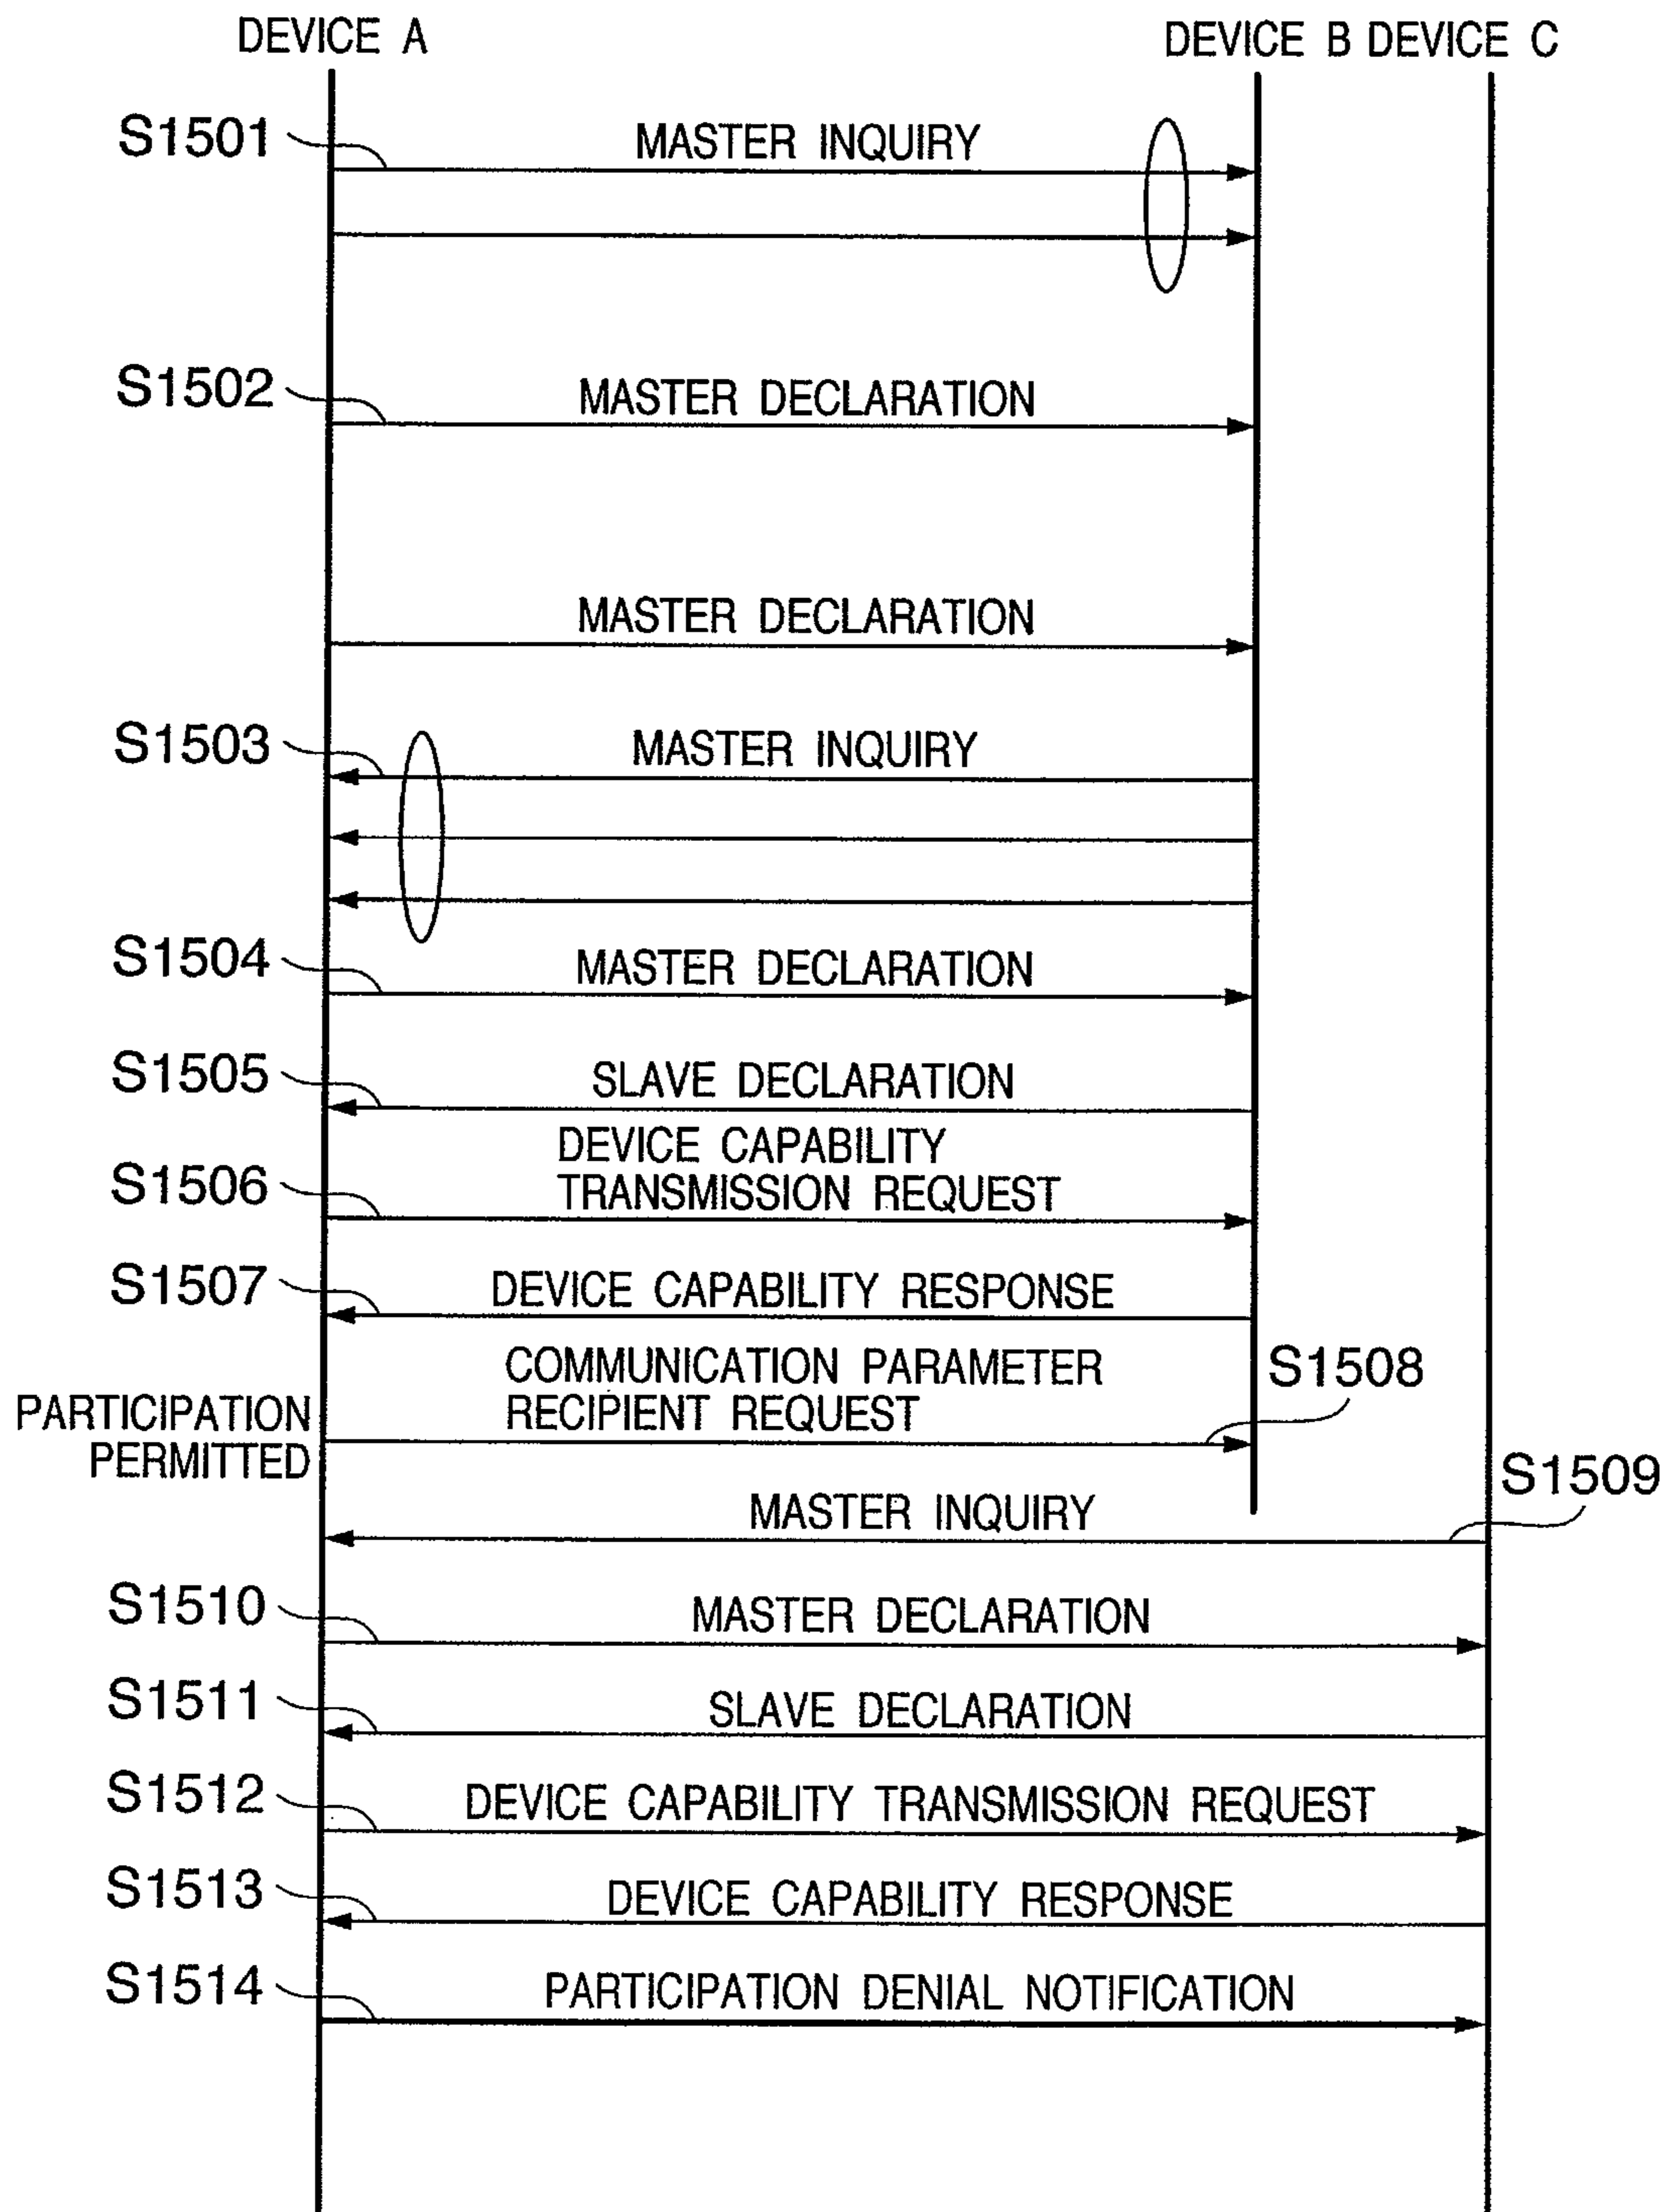 DEVICE A
DEVICE B
DEVICE C
S1501
MASTER INQUIRY
S1502
MASTER DECLARATION
MASTER DECLARATION
S1503
MASTER INQUIRY
S1504
MASTER DECLARATION
S1505
SLAVE DECLARATION
DEVICE CAPABILITY
TRANSMISSION REQUEST
S1506
S1507
DEVICE CAPABILITY RESPONSE
COMMUNICATION PARAMETER
RECIPIENT REQUEST
S1508
PARTICIPATION
PERMITTED
MASTER INQUIRY
S1509
S1510
MASTER DECLARATION
S1511
SLAVE DECLARATION
S1512
DEVICE CAPABILITY TRANSMISSION REQUEST
S1513
DEVICE CAPABILITY RESPONSE
S1514
PARTICIPATION DENIAL NOTIFICATION